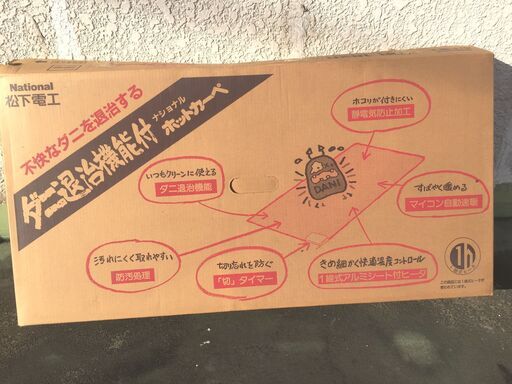 National
松下電工
不快なダニを退治する
ダニ退治機能付
ナショナル
ホットカーペ
ホコリが付きにくい
静電気防止加工
いつもクリーンに使える
ダニ退治機能
DANI
すばやく暖める
マイコン自動速暖
汚れにくく取れやすい
防汚処理
切忘れを防ぐ
「切」タイマー
きめ細かく快適温度コントロール
1線式アルミシート付ヒータ
1h